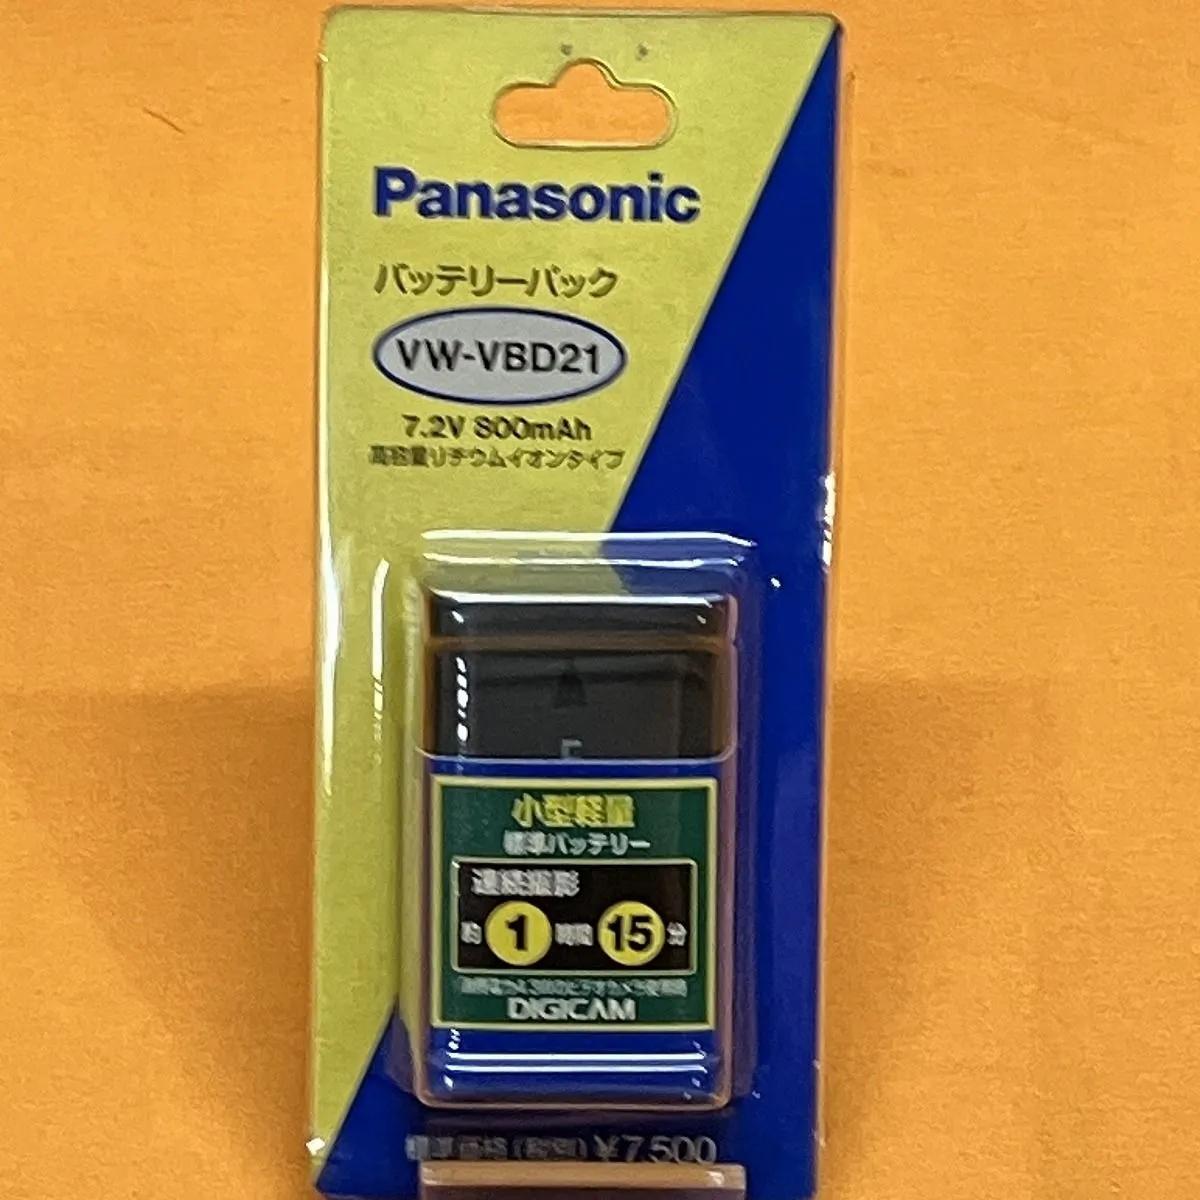 Panasonic
バッテリーパック
VW-VBD21
7.2V 800mAh
高容量リチウムイオンタイプ
小型軽量
標準バッテリー
連続撮影
約1時間15分
DIGICAM
標準価格(税別)¥7,500